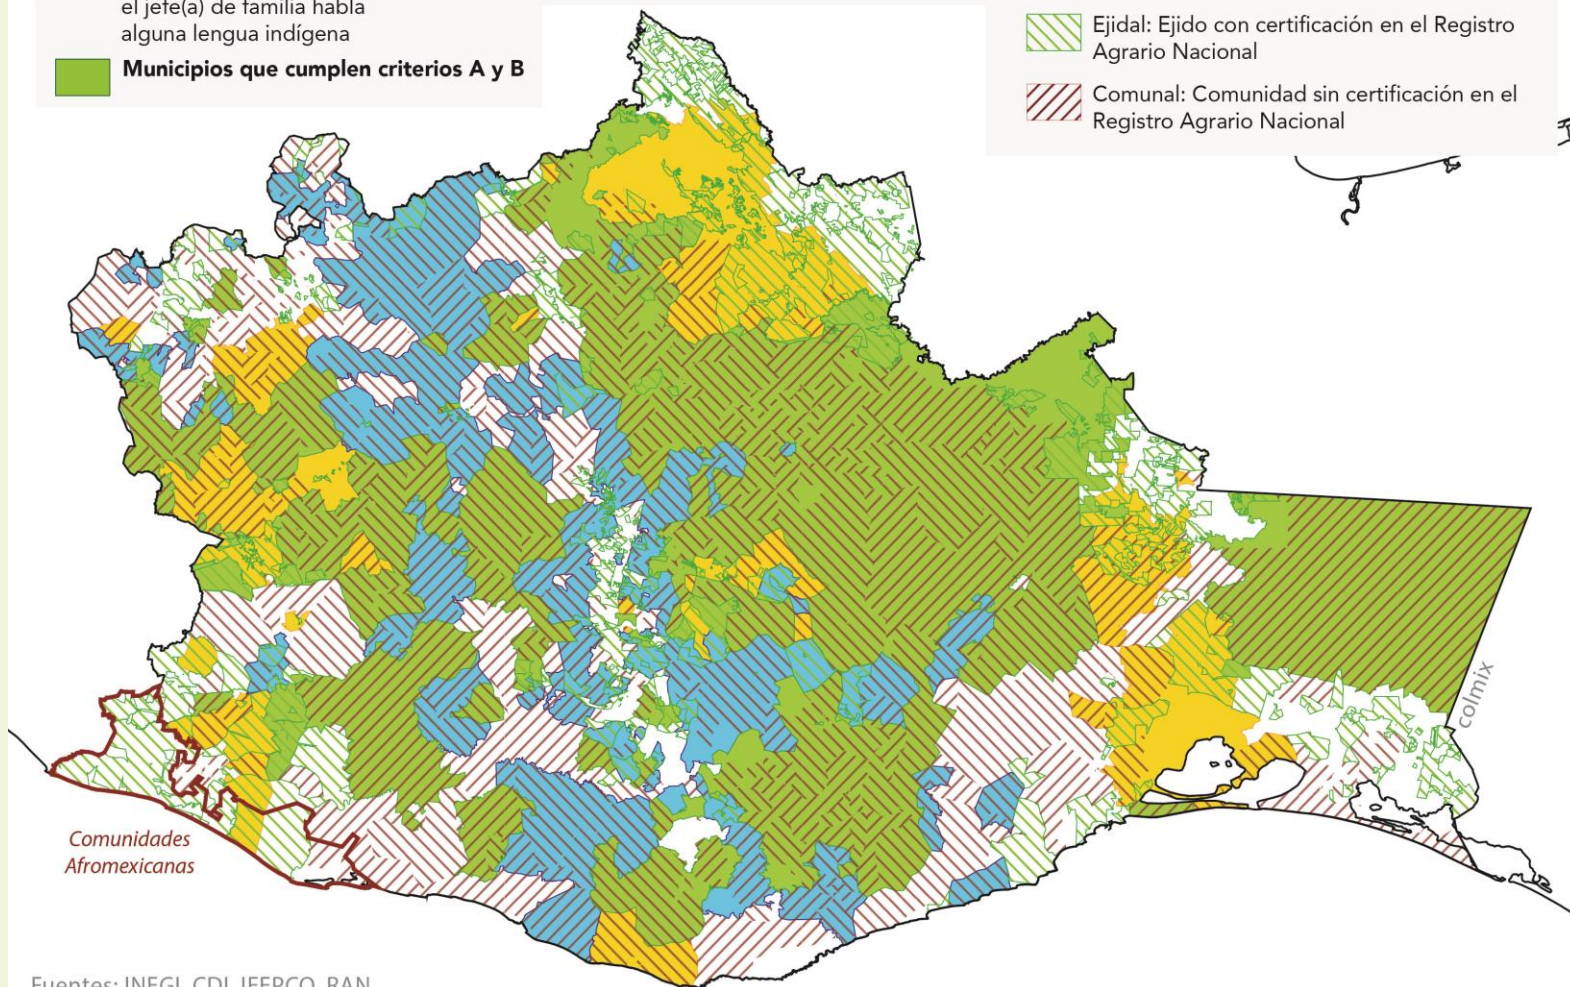 el jefe(a) de familia habla
alguna lengua indígena
Municipios que cumplen criterios A y B
Ejidal: Ejido con certificación en el Registro
Agrario Nacional
Comunal: Comunidad sin certificación en el
Registro Agrario Nacional
colmix
Comunidades
Afromexicanas
Fuentes: INEGI, CDI, IEEPCO, RAN